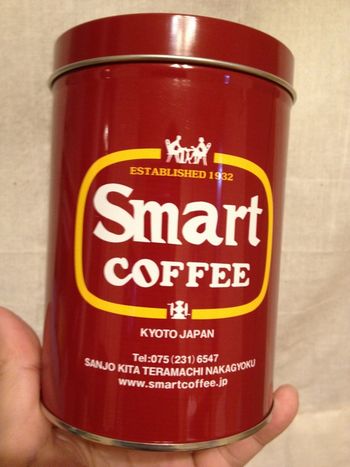 ESTABLISHED 1932
Smart
COFFEE
KYOTO JAPAN
Tel:075 (231) 6547
SANJO KITA TERAMACHI NAKAGYOKU
www.smartcoffee.jp